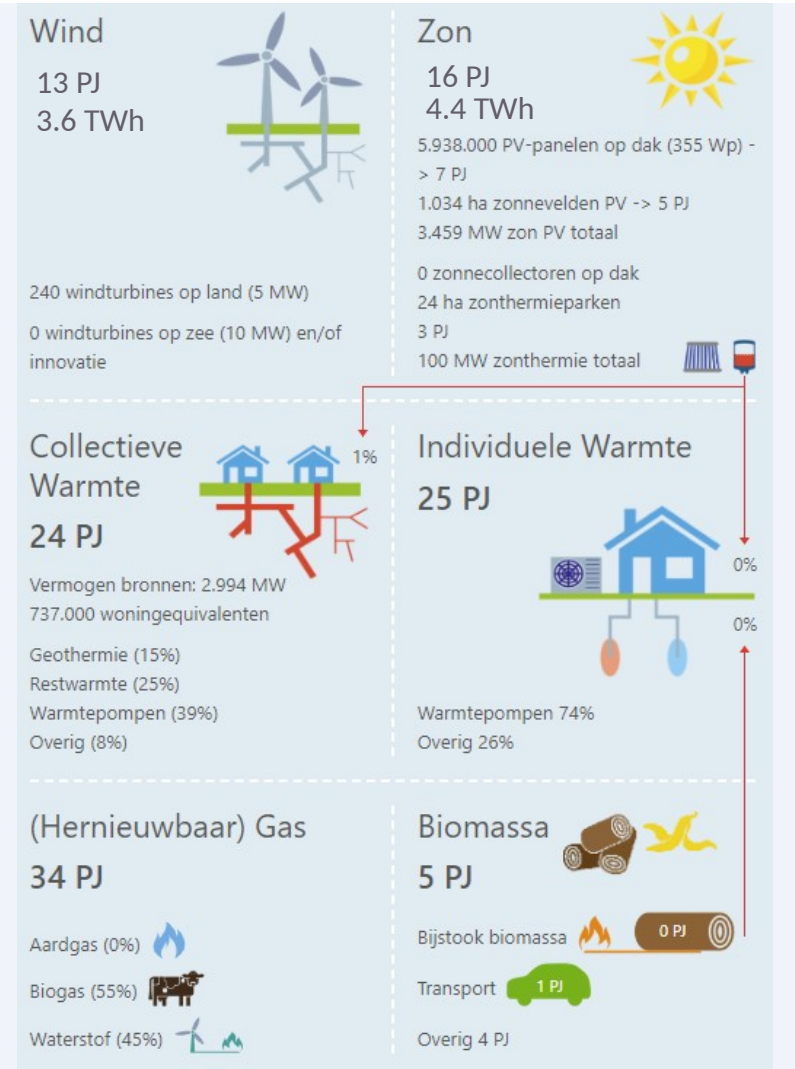 Wind
13 PJ
3.6 TWh
240 windturbines op land (5 MW)
0 windturbines op zee (10 MW) en/of
innovatie
Zon
16 PJ
4.4 TWh
5.938.000 PV-panelen op dak (355 Wp) -
> 7 PJ
1.034 ha zonnevelden PV -> 5 PJ
3.459 MW zon PV totaal
0 zonnecollectoren op dak
24 ha zonthermieparken
3 PJ
100 MW zonthermie totaal
Collectieve
Warmte
1%
24 PJ
Vermogen bronnen: 2.994 MW
737.000 woningequivalenten
Geothermie (15%)
Restwarmte (25%)
Warmtepompen (39%)
Overig (8%)
Individuele Warmte
25 PJ
0%
0%
Warmtepompen 74%
Overig 26%
(Hernieuwbaar) Gas
34 PJ
Aardgas (0%)
Biogas (55%)
Waterstof (45%)
Biomassa
5 PJ
Bijstook biomassa 0 PJ
Transport 1 PJ
Overig 4 PJ